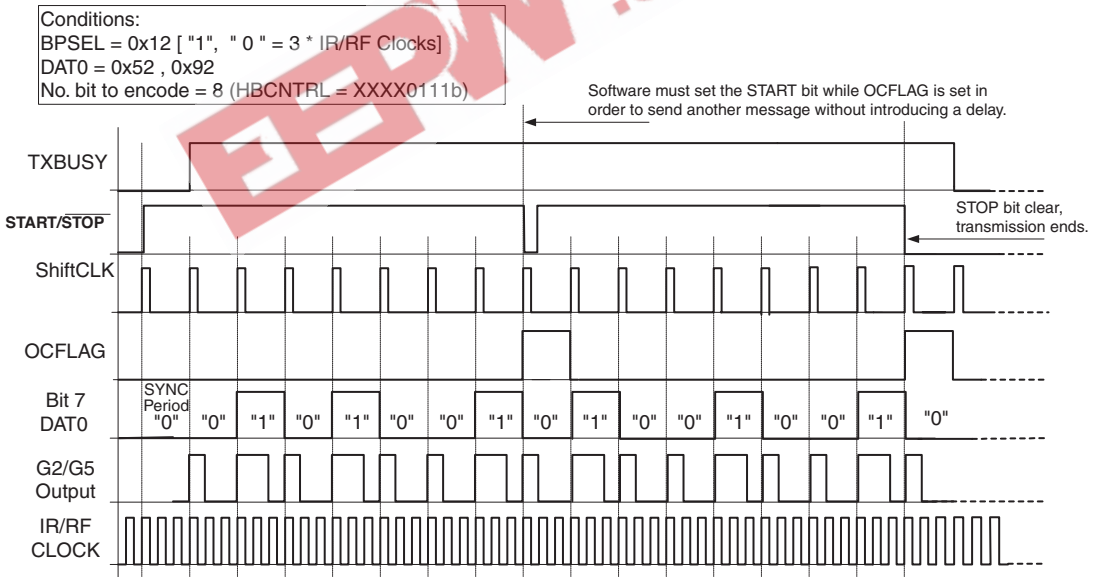 Conditions:
BPSEL = 0x12 [ "1", " 0 " = 3 * IR/RF Clocks]
DAT0 = 0x52 , 0x92
No. bit to encode = 8 (HBCNTRL = XXXX0111b)
Software must set the START bit while OCFLAG is set in
order to send another message without introducing a delay.
TXBUSY
START/STOP
STOP bit clear,
transmission ends.
ShiftCLK
OCFLAG
Bit 7
DAT0
SYNC
Period
"0" "0" "1" "0" "1" "0" "0" "1" "0" "1" "0" "0" "1" "0" "0" "1" "0"
G2/G5
Output
IR/RF
CLOCK